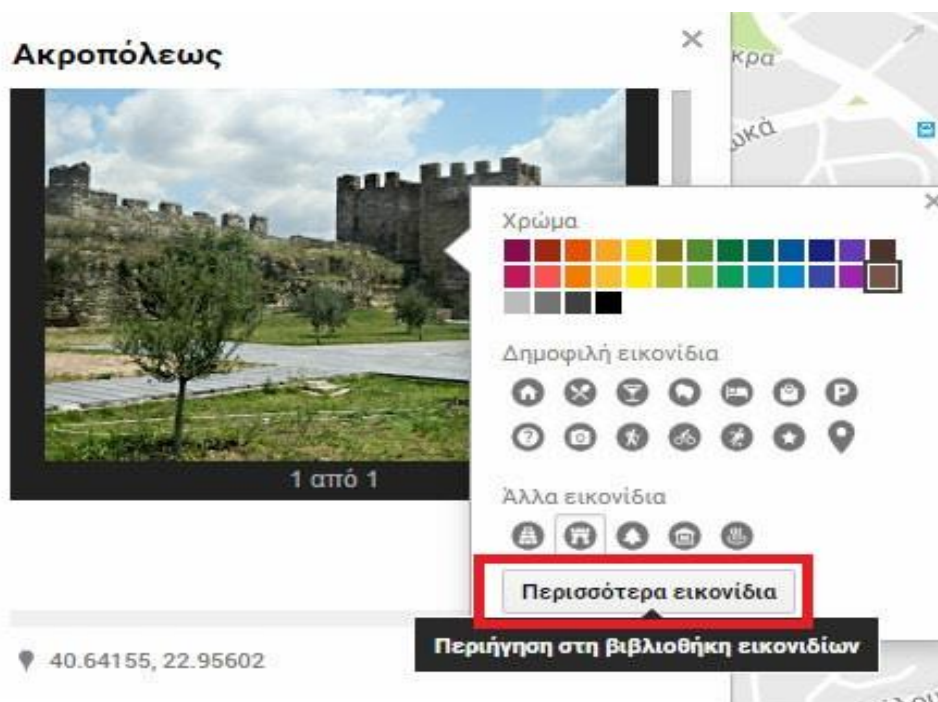 Ακροπόλεως
κρα
ωκά
Χρώμα
Δημοφιλή εικονίδια
P
?
1 από 1
Άλλα εικονίδια
Περισσότερα εικονίδια
Περιήγηση στη βιβλιοθήκη εικονιδίων
40.64155, 22.95602